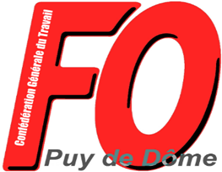 Confédération Générale du Travail
FO
Puy de Dôme